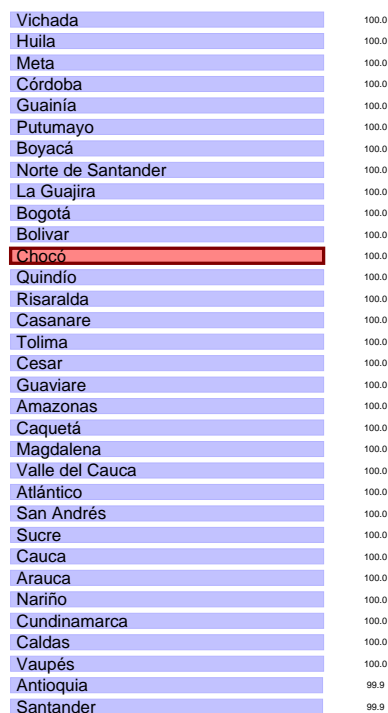 Vichada 100.0
Huila 100.0
Meta 100.0
Córdoba 100.0
Guainía 100.0
Putumayo 100.0
Boyacá 100.0
Norte de Santander 100.0
La Guajira 100.0
Bogotá 100.0
Bolivar 100.0
Chocó 100.0
Quindío 100.0
Risaralda 100.0
Casanare 100.0
Tolima 100.0
Cesar 100.0
Guaviare 100.0
Amazonas 100.0
Caquetá 100.0
Magdalena 100.0
Valle del Cauca 100.0
Atlántico 100.0
San Andrés 100.0
Sucre 100.0
Cauca 100.0
Arauca 100.0
Nariño 100.0
Cundinamarca 100.0
Caldas 100.0
Vaupés 100.0
Antioquia 99.9
Santander 99.9